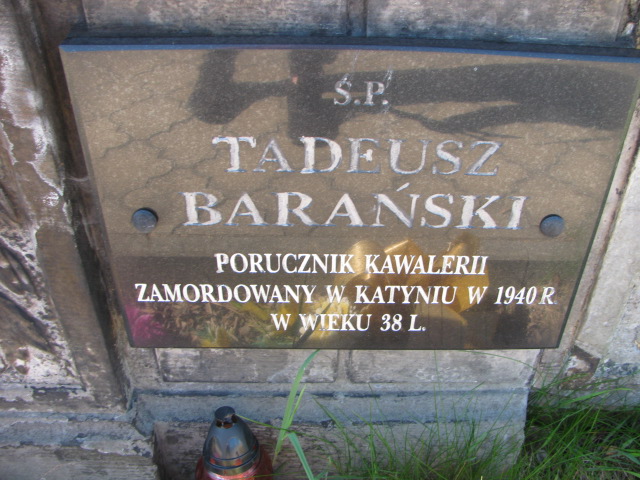 Ś.P.
TADEUSZ
BARAŃSKI
PORUCZNIK KAWALERII
ZAMORDOWANY W KATYNIU W 1940 R.
W WIEKU 38 L.